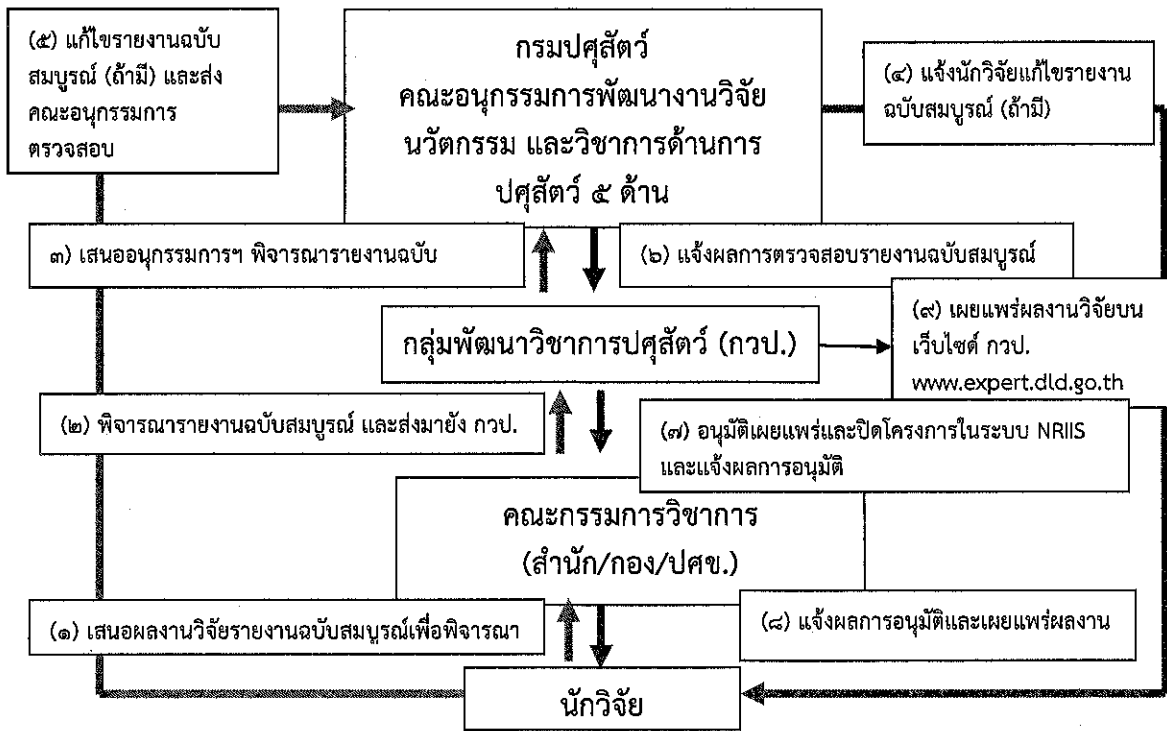 (๕) แก้ไขรายงานฉบับ
สมบูรณ์ (ถ้ามี) และส่ง
คณะอนุกรรมการ
ตรวจสอบ
กรมปศุสัตว์
คณะอนุกรรมการพัฒนางานวิจัย
นวัตกรรม และวิชาการด้านการ
ปศุสัตว์ ๕ ด้าน
(๔) แจ้งนักวิจัยแก้ไขรายงาน
ฉบับสมบูรณ์ (ถ้ามี)
๓) เสนออนุกรรมการฯ พิจารณารายงานฉบับ
(๖) แจ้งผลการตรวจสอบรายงานฉบับสมบูรณ์
กลุ่มพัฒนาวิชาการปศุสัตว์ (กวป.)
(๙) เผยแพร่ผลงานวิจัยบน
เว็บไซต์ กวป.
www.expert.dld.go.th
(๒) พิจารณารายงานฉบับสมบูรณ์ และส่งมายัง กวป.
(๗) อนุมัติเผยแพร่และปิดโครงการในระบบ NRIIS
และแจ้งผลการอนุมัติ
คณะกรรมการวิชาการ
(สำนัก/กอง/ปศข.)
(๑) เสนอผลงานวิจัยรายงานฉบับสมบูรณ์เพื่อพิจารณา
(๘) แจ้งผลการอนุมัติและเผยแพร่ผลงาน
นักวิจัย